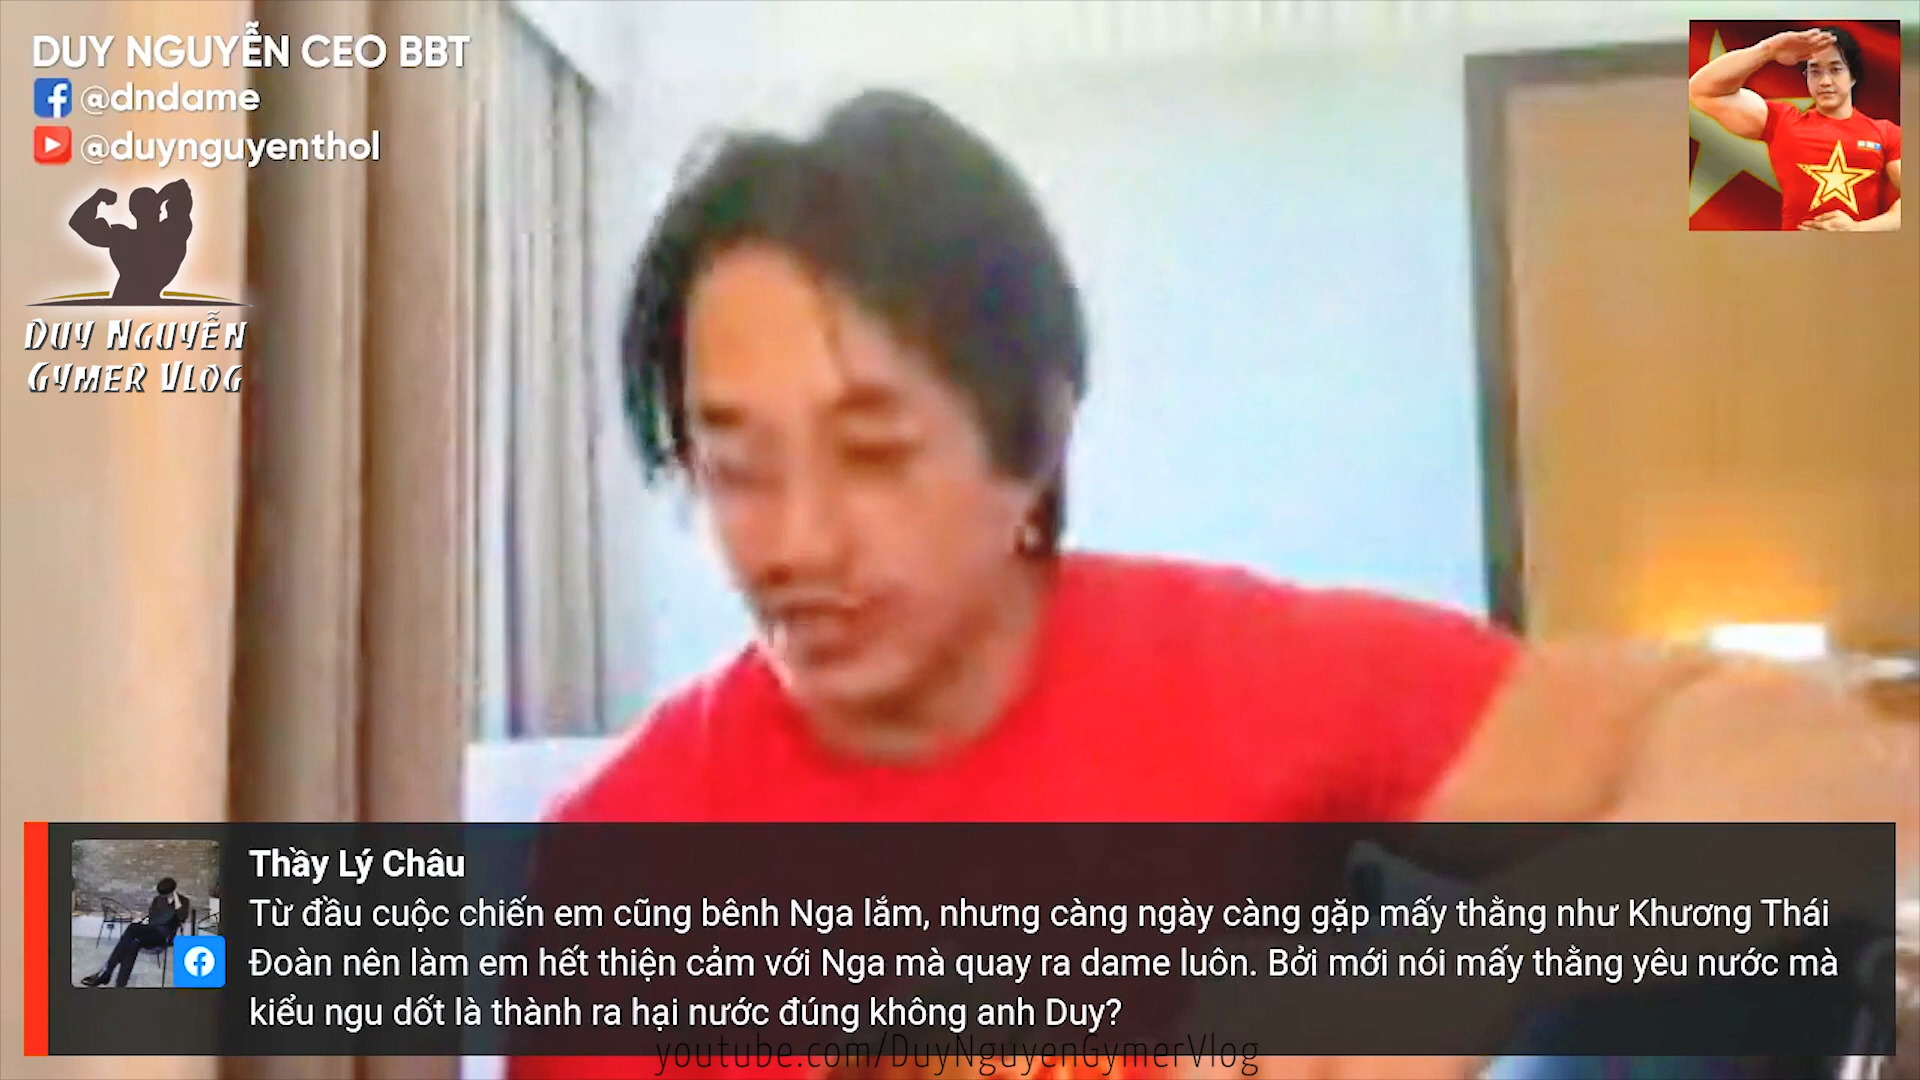 DUY NGUYỄN CEO BBT
@dndame
@duynguyenthol
DUY NGUYỄN
GYMER VLOG
Thầy Lý Châu
Từ đầu cuộc chiến em cũng bênh Nga lắm, nhưng càng ngày càng gặp mấy thằng như Khương Thái
Đoàn nên làm em hết thiện cảm với Nga mà quay ra dame luôn. Bởi mới nói mấy thằng yêu nước mà
kiểu ngu dốt là thành ra hại nước đúng không anh Duy?
youtube.com/DuyNguyenGymerVlog